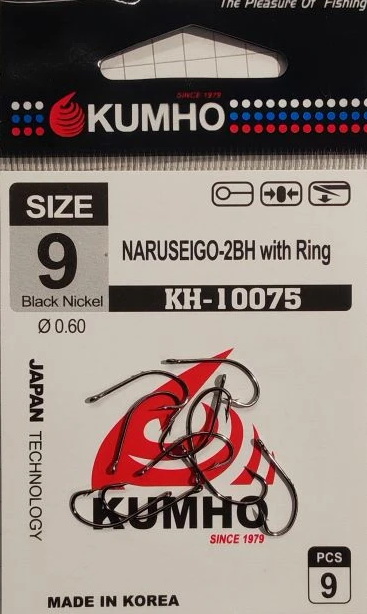 The Pleasure Of Fishing
SINCE 1979
KUMHO
SIZE
9
Black Nickel
Ø 0.60
NARUSEIGO-2BH with Ring
KH-10075
JAPAN TECHNOLOGY
KUMHO
SINCE 1979
PCS
9
MADE IN KOREA